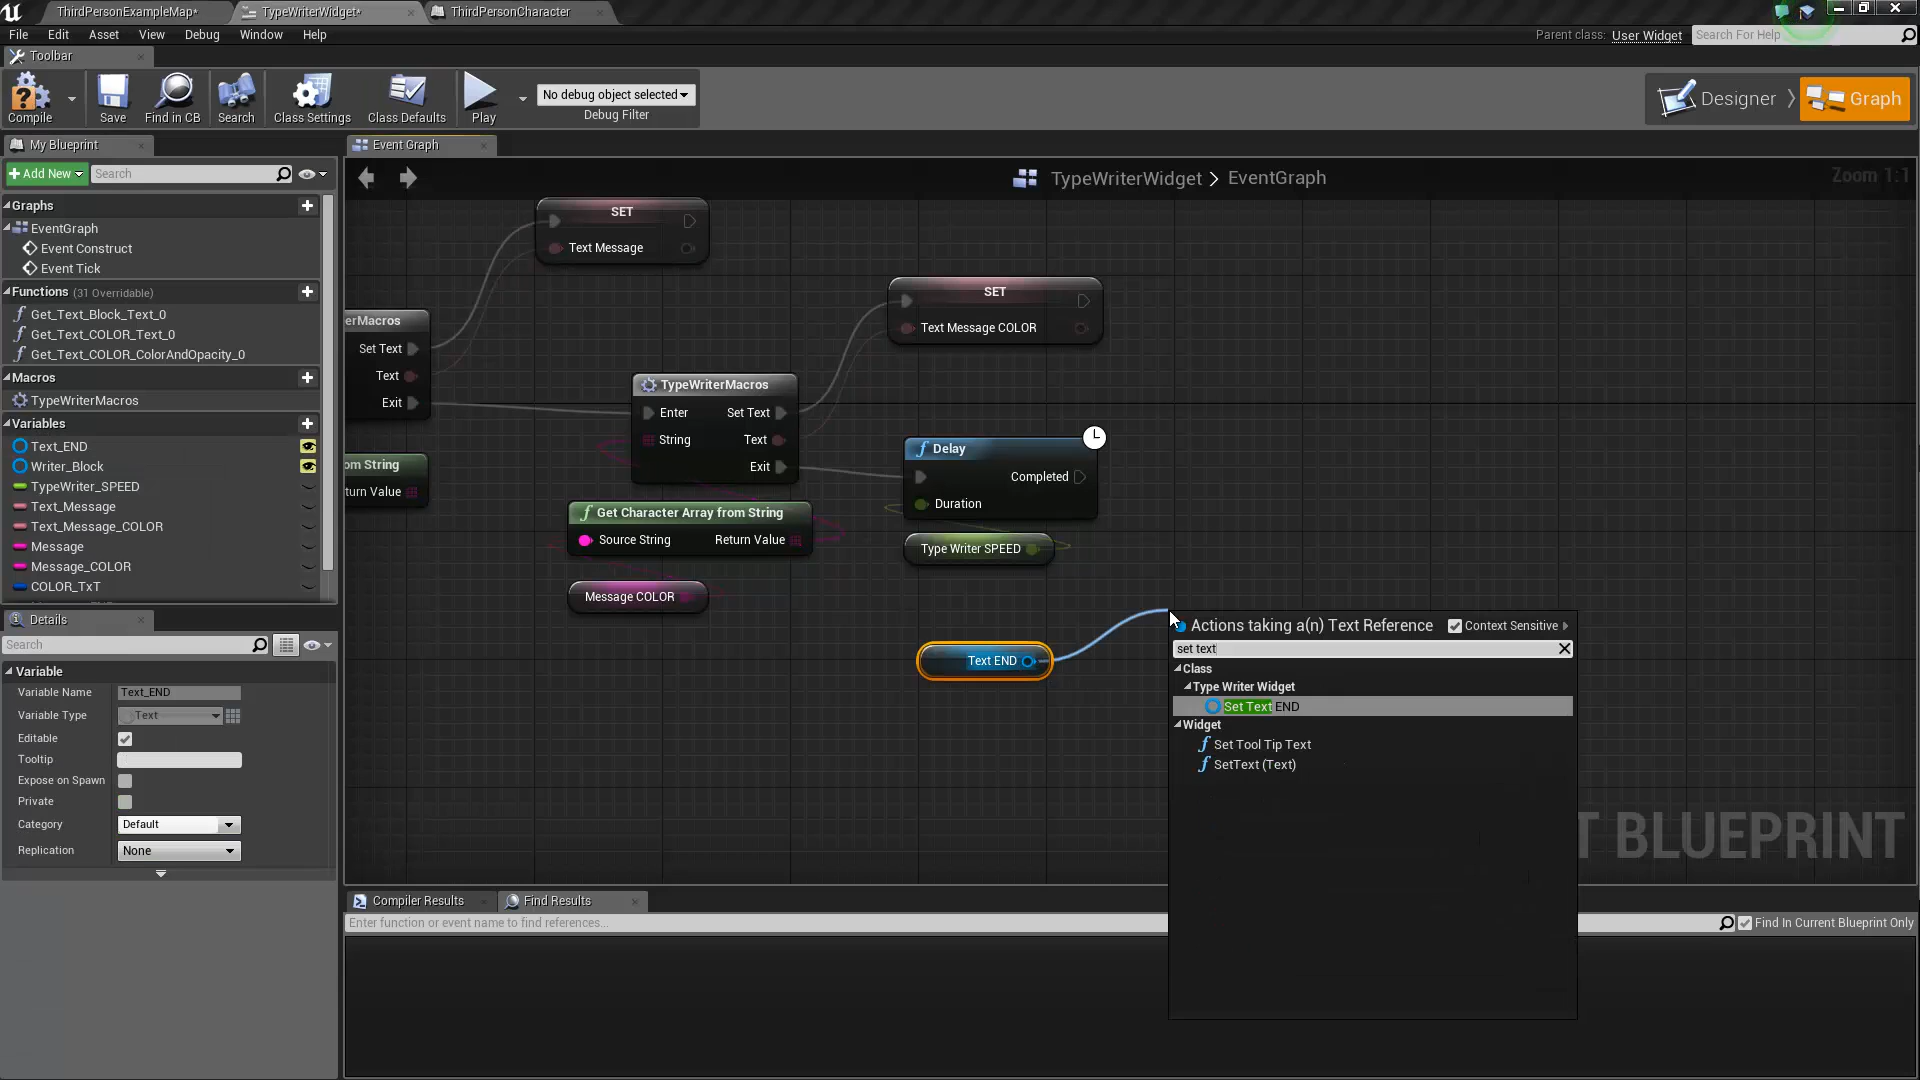 ThirdPersonExampleMap*
TypeWriterWidget*
ThirdPersonCharacter
File Edit Asset View Debug Window Help
Parent class: User Widget
Search For Help
Toolbar
Compile
Save
Find in CB
Search
Class Settings
Class Defaults
Play
No debug object selected
Debug Filter
Designer
Graph
My Blueprint
Event Graph
Add New
Search
TypeWriterWidget > EventGraph
Zoom 1:1
Graphs
EventGraph
Event Construct
Event Tick
Functions (31 Overridable)
Get_Text_Block_Text_0
Get_Text_COLOR_Text_0
Get_Text_COLOR_ColorAndOpacity_0
Macros
TypeWriterMacros
Variables
Text_END
Writer_Block
TypeWriter_SPEED
Text_Message
Text_Message_COLOR
Message
Message_COLOR
COLOR_TxT
SET
Text Message
SET
Text Message COLOR
erMacros
Set Text
Text
Exit
om String
turn Value
TypeWriterMacros
Enter Set Text
String Text
Exit
Get Character Array from String
Source String Return Value
Message COLOR
Delay
Completed
Duration
Type Writer SPEED
Text END
Actions taking a(n) Text Reference
Context Sensitive
set text
Class
Type Writer Widget
Set Text END
Widget
Set Tool Tip Text
SetText (Text)
T BLUEPRINT
Details
Search
Variable
Variable Name Text_END
Variable Type Text
Editable
Tooltip
Expose on Spawn
Private
Category Default
Replication None
Compiler Results
Find Results
Enter function or event name to find references...
Find In Current Blueprint Only